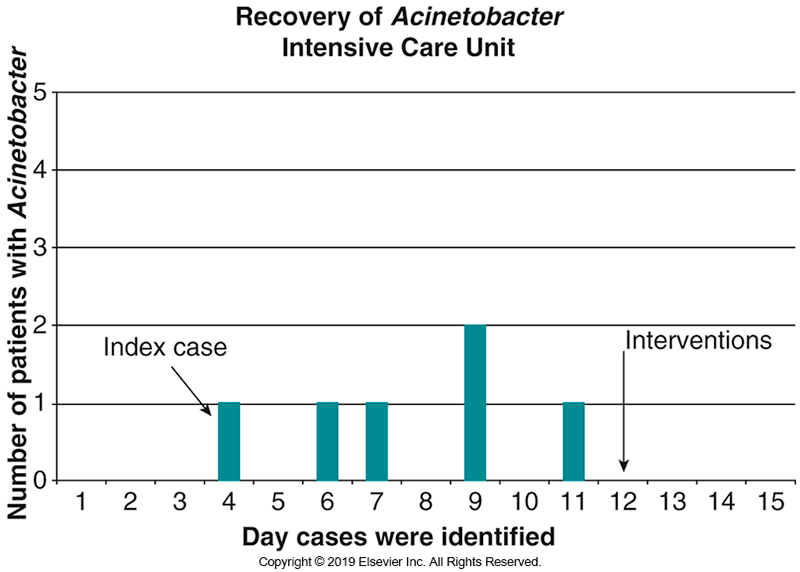 Recovery of Acinetobacter
Intensive Care Unit
Number of patients with Acinetobacter
5
4
3
2
1
0
Index case
Interventions
1 2 3 4 5 6 7 8 9 10 11 12 13 14 15
Day cases were identified
Copyright © 2019 Elsevier Inc. All Rights Reserved.